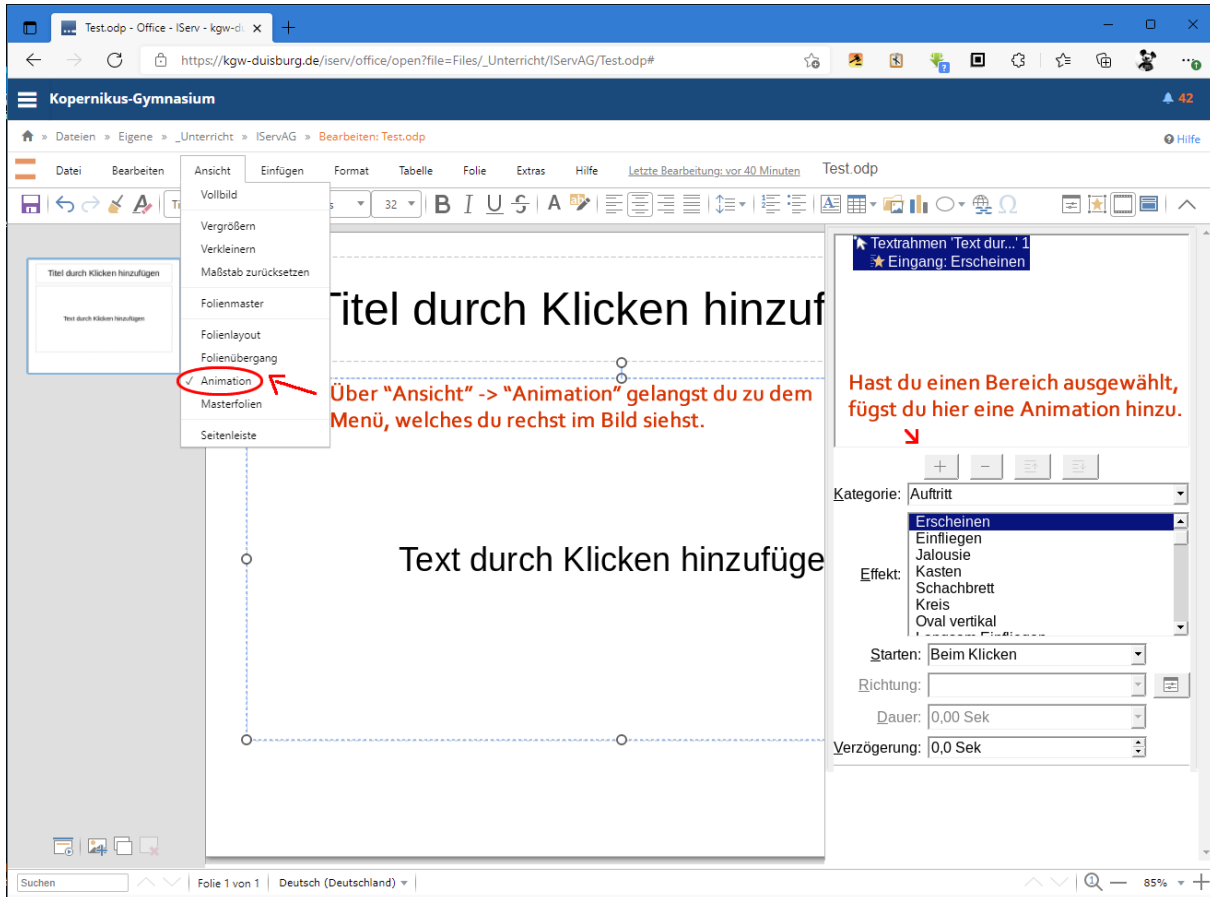 Test.odp - Office - IServ - kgw-d
https://kgw-duisburg.de/iserv/office/open?file=Files/_Unterricht/IServAG/Test.odp#
Kopernikus-Gymnasium
42
» Dateien » Eigene » _Unterricht » IServAG » Bearbeiten: Test.odp
Hilfe
Datei Bearbeiten Ansicht Einfügen Format Tabelle Folie Extras Hilfe Letzte Bearbeitung: vor 40 Minuten Test.odp
32
Vollbild
Vergrößern
Verkleinern
Maßstab zurücksetzen
Folienmaster
Folienlayout
Folienübergang
✓ Animation
Masterfolien
Seitenleiste
Titel durch Klicken hinzufügen
Text durch Klicken hinzufügen
Titel durch Klicken hinzuf
Über "Ansicht" -> "Animation" gelangst du zu dem
Menü, welches du rechst im Bild siehst.
Text durch Klicken hinzufüge
Textrahmen 'Text dur...' 1
Eingang: Erscheinen
Hast du einen Bereich ausgewählt,
fügst du hier eine Animation hinzu.
Kategorie: Auftritt
Effekt:
Erscheinen
Einfliegen
Jalousie
Kasten
Schachbrett
Kreis
Oval vertikal
Starten: Beim Klicken
Richtung:
Dauer: 0,00 Sek
Verzögerung: 0,0 Sek
Suchen
Folie 1 von 1
Deutsch (Deutschland)
85%